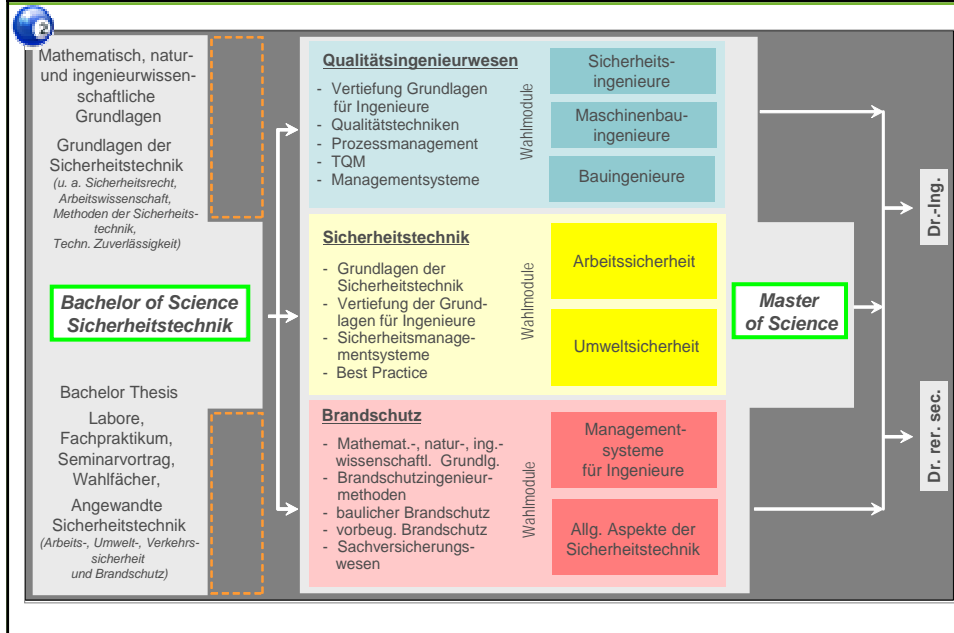 2
Mathematisch, natur-
und ingenieurwissen-
schaftliche
Grundlagen
Grundlagen der
Sicherheitstechnik
(u. a. Sicherheitsrecht,
Arbeitswissenschaft,
Methoden der Sicherheits-
technik,
Techn. Zuverlässigkeit)
Bachelor of Science
Sicherheitstechnik
Bachelor Thesis
Labore,
Fachpraktikum,
Seminarvortrag,
Wahlfächer,
Angewandte
Sicherheitstechnik
(Arbeits-, Umwelt-, Verkehrs-
sicherheit
und Brandschutz)
Qualitätsingenieurwesen
- Vertiefung Grundlagen
für Ingenieure
- Qualitätstechniken
- Prozessmanagement
- TQM
- Managementsysteme
Wahlmodule
Sicherheits-
ingenieure
Maschinenbau-
ingenieure
Bauingenieure
Sicherheitstechnik
- Grundlagen der
Sicherheitstechnik
- Vertiefung der Grund-
lagen für Ingenieure
- Sicherheitsmanage-
mentsysteme
- Best Practice
Wahlmodule
Arbeitssicherheit
Umweltsicherheit
Brandschutz
- Mathemat.-, natur-, ing.-
wissenschaftl. Grundlg.
- Brandschutzingenieur-
methoden
- baulicher Brandschutz
- vorbeug. Brandschutz
- Sachversicherungs-
wesen
Wahlmodule
Management-
systeme
für Ingenieure
Allg. Aspekte der
Sicherheitstechnik
Master
of Science
Dr.-Ing.
Dr. rer. sec.